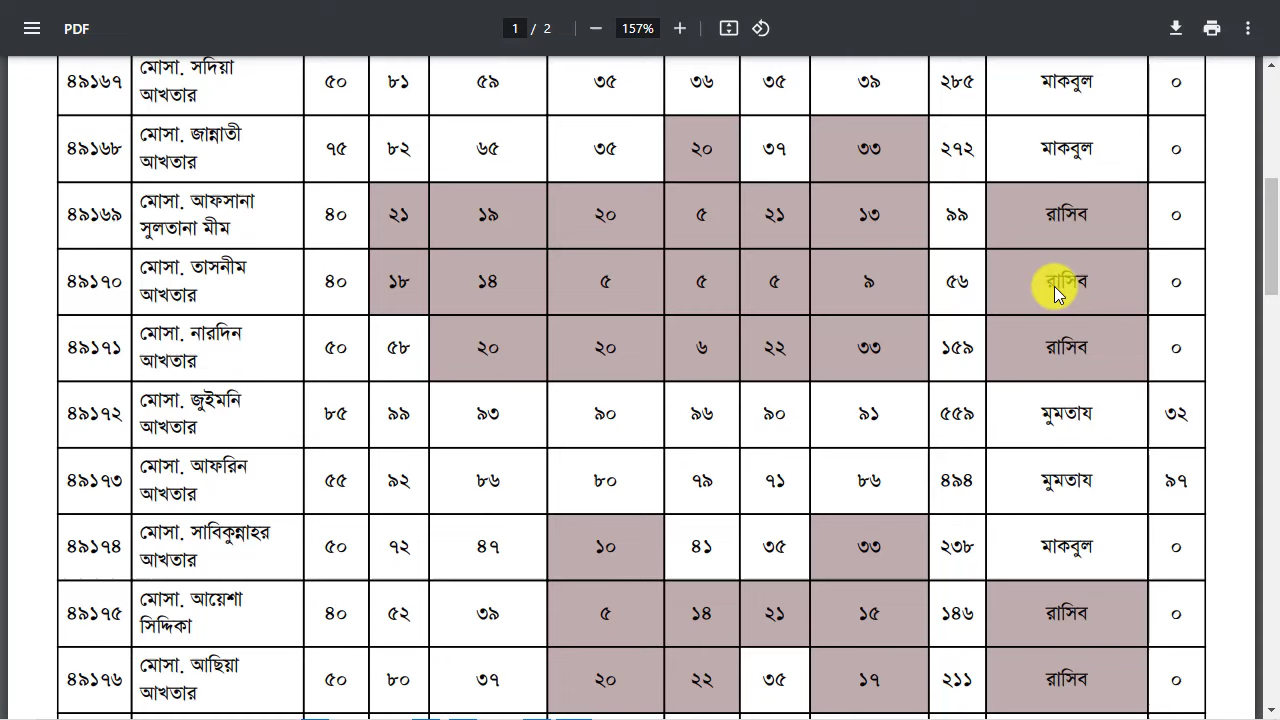 PDF 1 / 2 157%
৪৯১৬৭ মোসা. সদিয়া আখতার ৫০ ৮১ ৫৯ ৩৫ ৩৬ ৩৫ ৩৯ ২৮৫ মাকবুল ০
৪৯১৬৮ মোসা. জান্নাতী আখতার ৭৫ ৮২ ৬৫ ৩৫ ২০ ৩৭ ৩৩ ২৭২ মাকবুল ০
৪৯১৬৯ মোসা. আফসানা সুলতানা মীম ৪০ ২১ ১৯ ২০ ৫ ২১ ১৩ ৯৯ রাসিব ০
৪৯১৭০ মোসা. তাসনীম আখতার ৪০ ১৮ ১৪ ৫ ৫ ৫ ৯ ৫৬ রাসিব ০
৪৯১৭১ মোসা. নারদিন আখতার ৫০ ৫৮ ২০ ২০ ৬ ২২ ৩৩ ১৫৯ রাসিব ০
৪৯১৭২ মোসা. জুইমনি আখতার ৮৫ ৯৯ ৯৩ ৯০ ৯৬ ৯০ ৯১ ৫৫৯ মুমতায ৩২
৪৯১৭৩ মোসা. আফরিন আখতার ৫৫ ৯২ ৮৬ ৮০ ৭৯ ৭১ ৮৬ ৪৯৪ মুমতায ৯৭
৪৯১৭৪ মোসা. সাবিকুন্নাহর আখতার ৫০ ৭২ ৪৭ ১০ ৪১ ৩৫ ৩৩ ২৩৮ মাকবুল ০
৪৯১৭৫ মোসা. আয়েশা সিদ্দিকা ৪০ ৫২ ৩৯ ৫ ১৪ ২১ ১৫ ১৪৬ রাসিব ০
৪৯১৭৬ মোসা. আছিয়া আখতার ৫০ ৮০ ৩৭ ২০ ২২ ৩৫ ১৭ ২১১ রাসিব ০